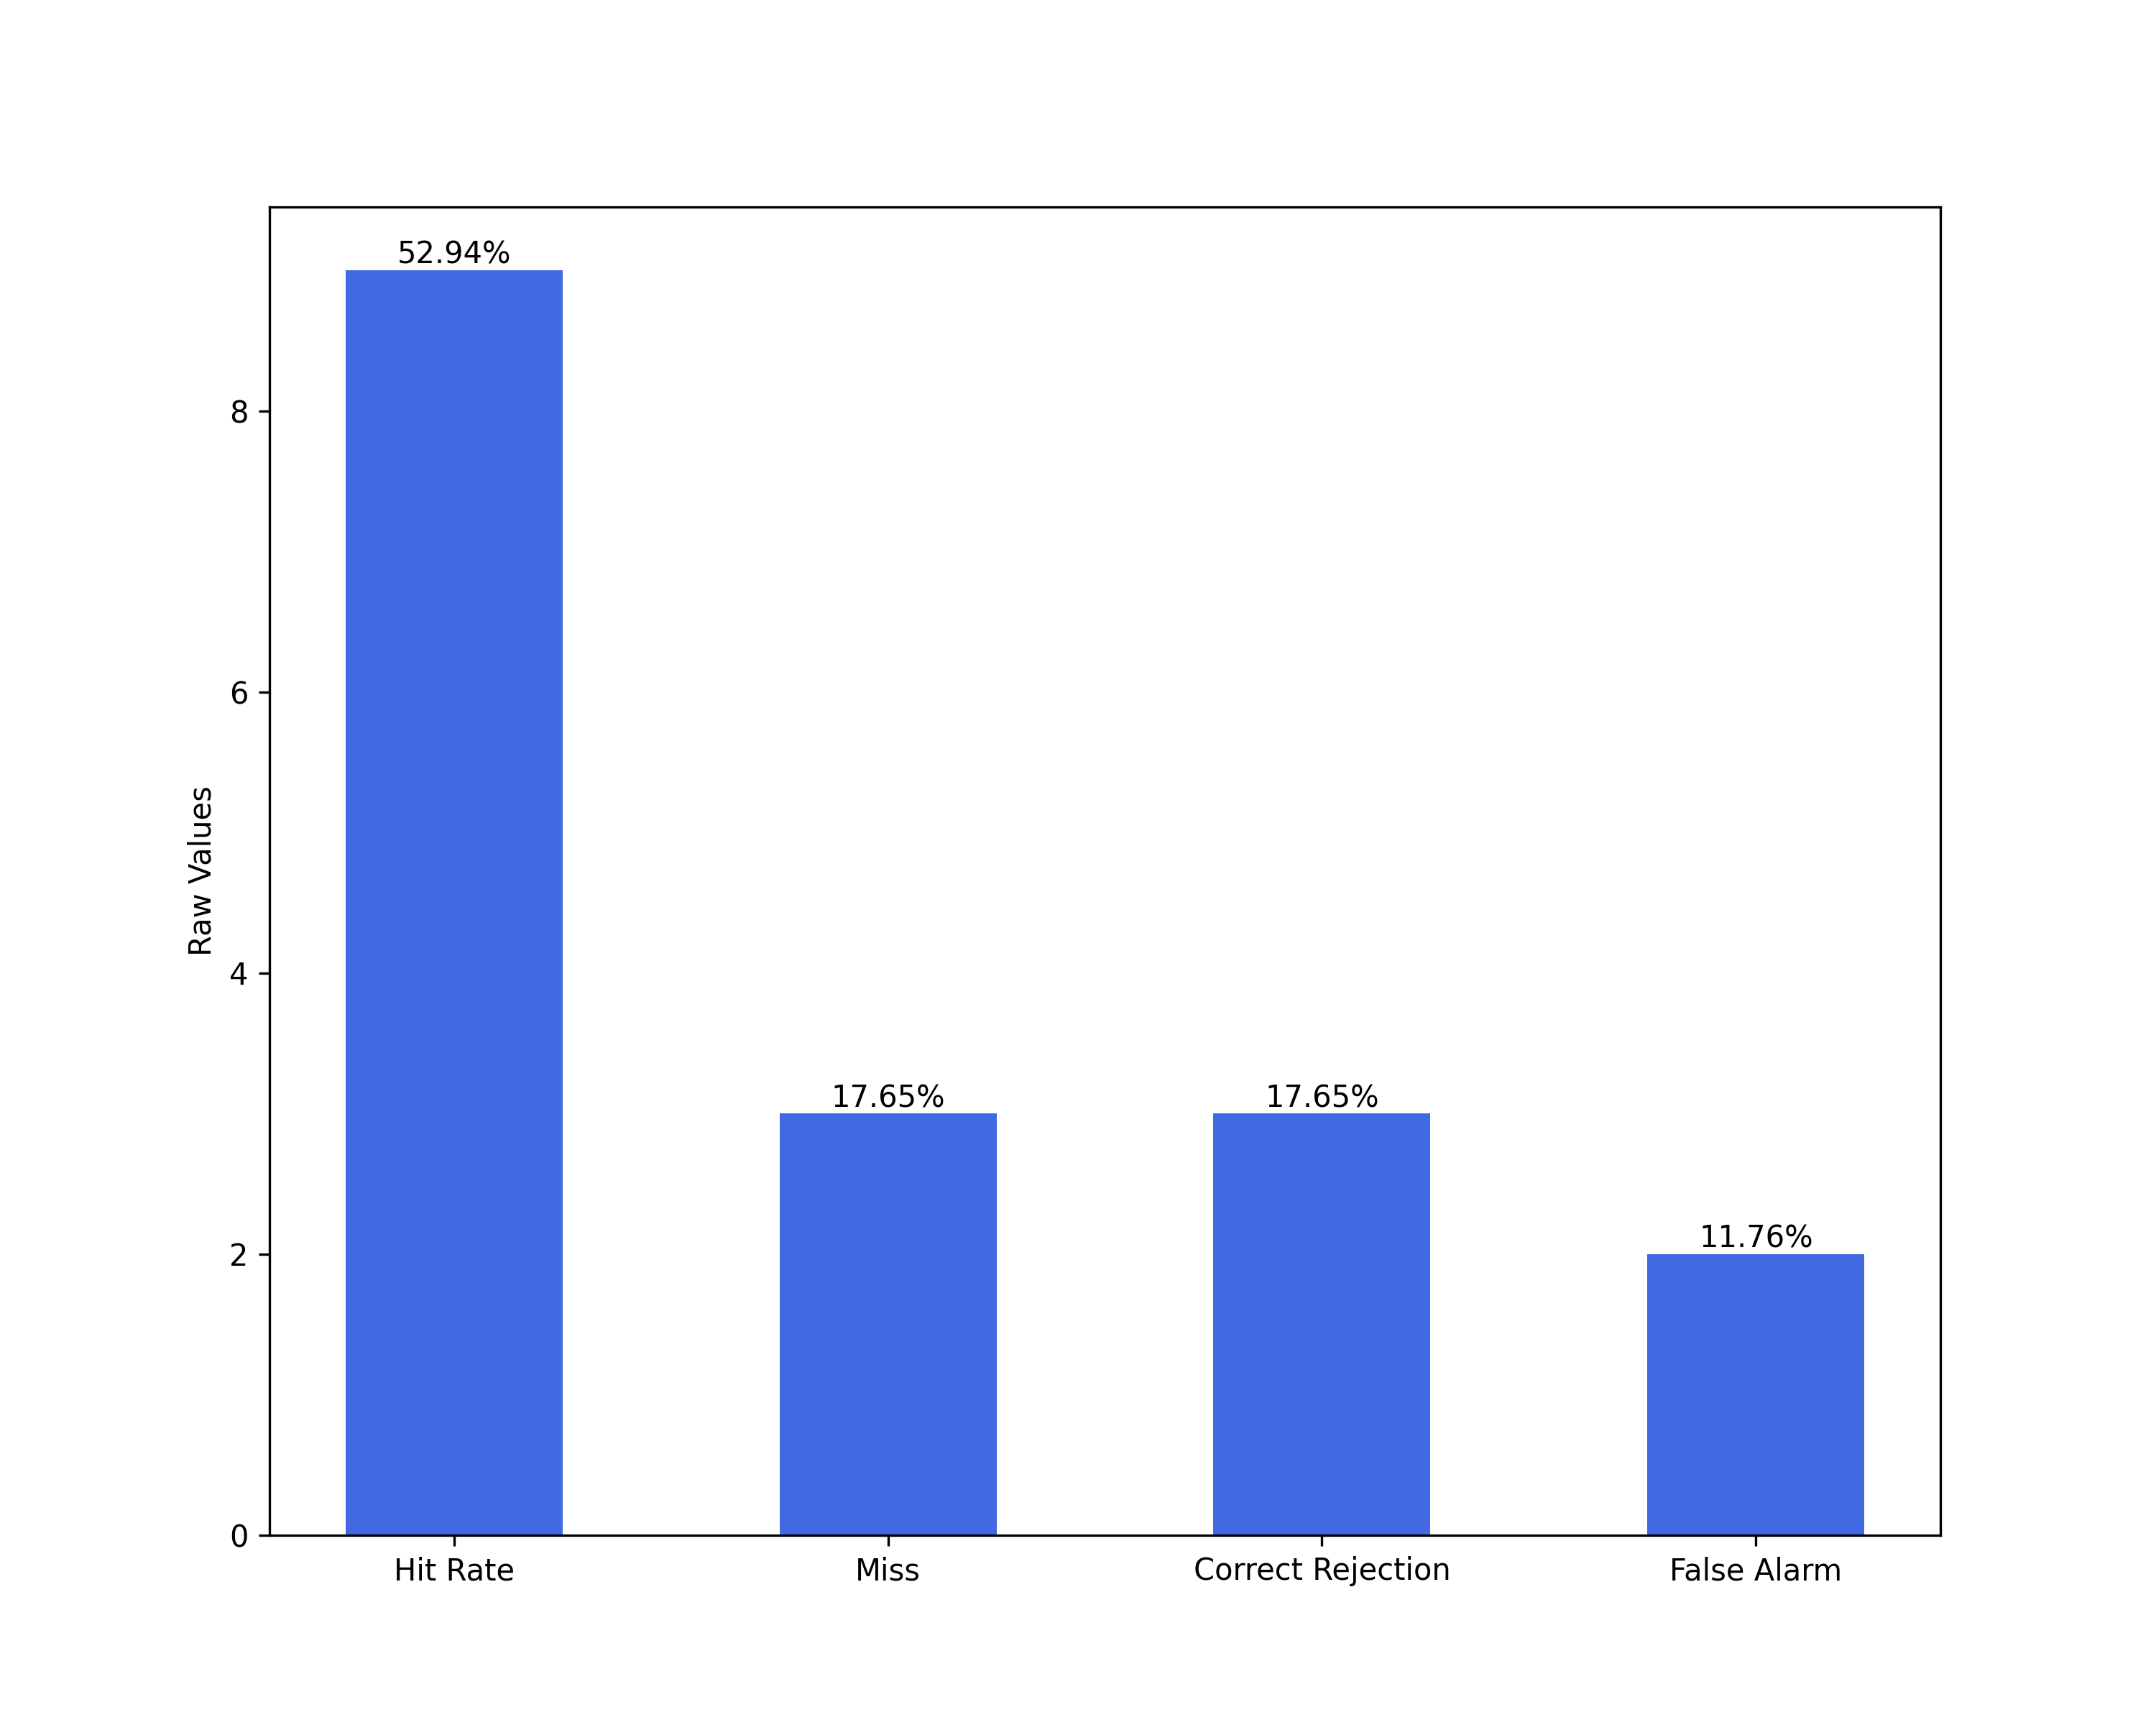 52.94%
8
6
Raw Values
4
17.65%
17.65%
11.76%
2
0
Hit Rate
Miss
Correct Rejection
False Alarm